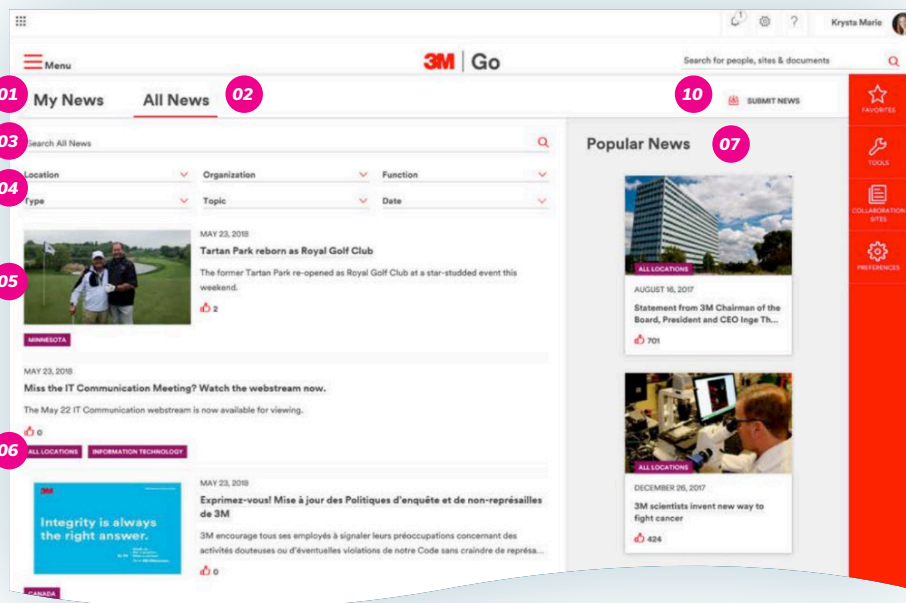 1
?
Krysta Marie
Menu
3M | Go
Search for people, sites & documents
01
My News
All News
02
10
SUBMIT NEWS
FAVORITES
03
Search All News
Popular News
07
TOOLS
Location
Organization
Function
04
Type
Topic
Date
COLLABORATION
SITES
MAY 23, 2018
Tartan Park reborn as Royal Golf Club
The former Tartan Park re-opened as Royal Golf Club at a star-studded event this
weekend.
2
05
MINNESOTA
PREFERENCES
ALL LOCATIONS
AUGUST 16, 2017
Statement from 3M Chairman of the
Board, President and CEO Inge Th...
701
MAY 23, 2018
Miss the IT Communication Meeting? Watch the webstream now.
The May 22 IT Communication webstream is now available for viewing.
0
06
ALL LOCATIONS
INFORMATION TECHNOLOGY
ALL LOCATIONS
DECEMBER 26, 2017
3M scientists invent new way to
fight cancer
424
3M
Integrity is always
the right answer.
MAY 23, 2018
Exprimez-vous! Mise à jour des Politiques d'enquête et de non-représailles
de 3M
3M encourage tous ses employés à signaler leurs préoccupations concernant des
activités douteuses ou d'éventuelles violations de notre Code sans craindre de représa...
0
CANADA